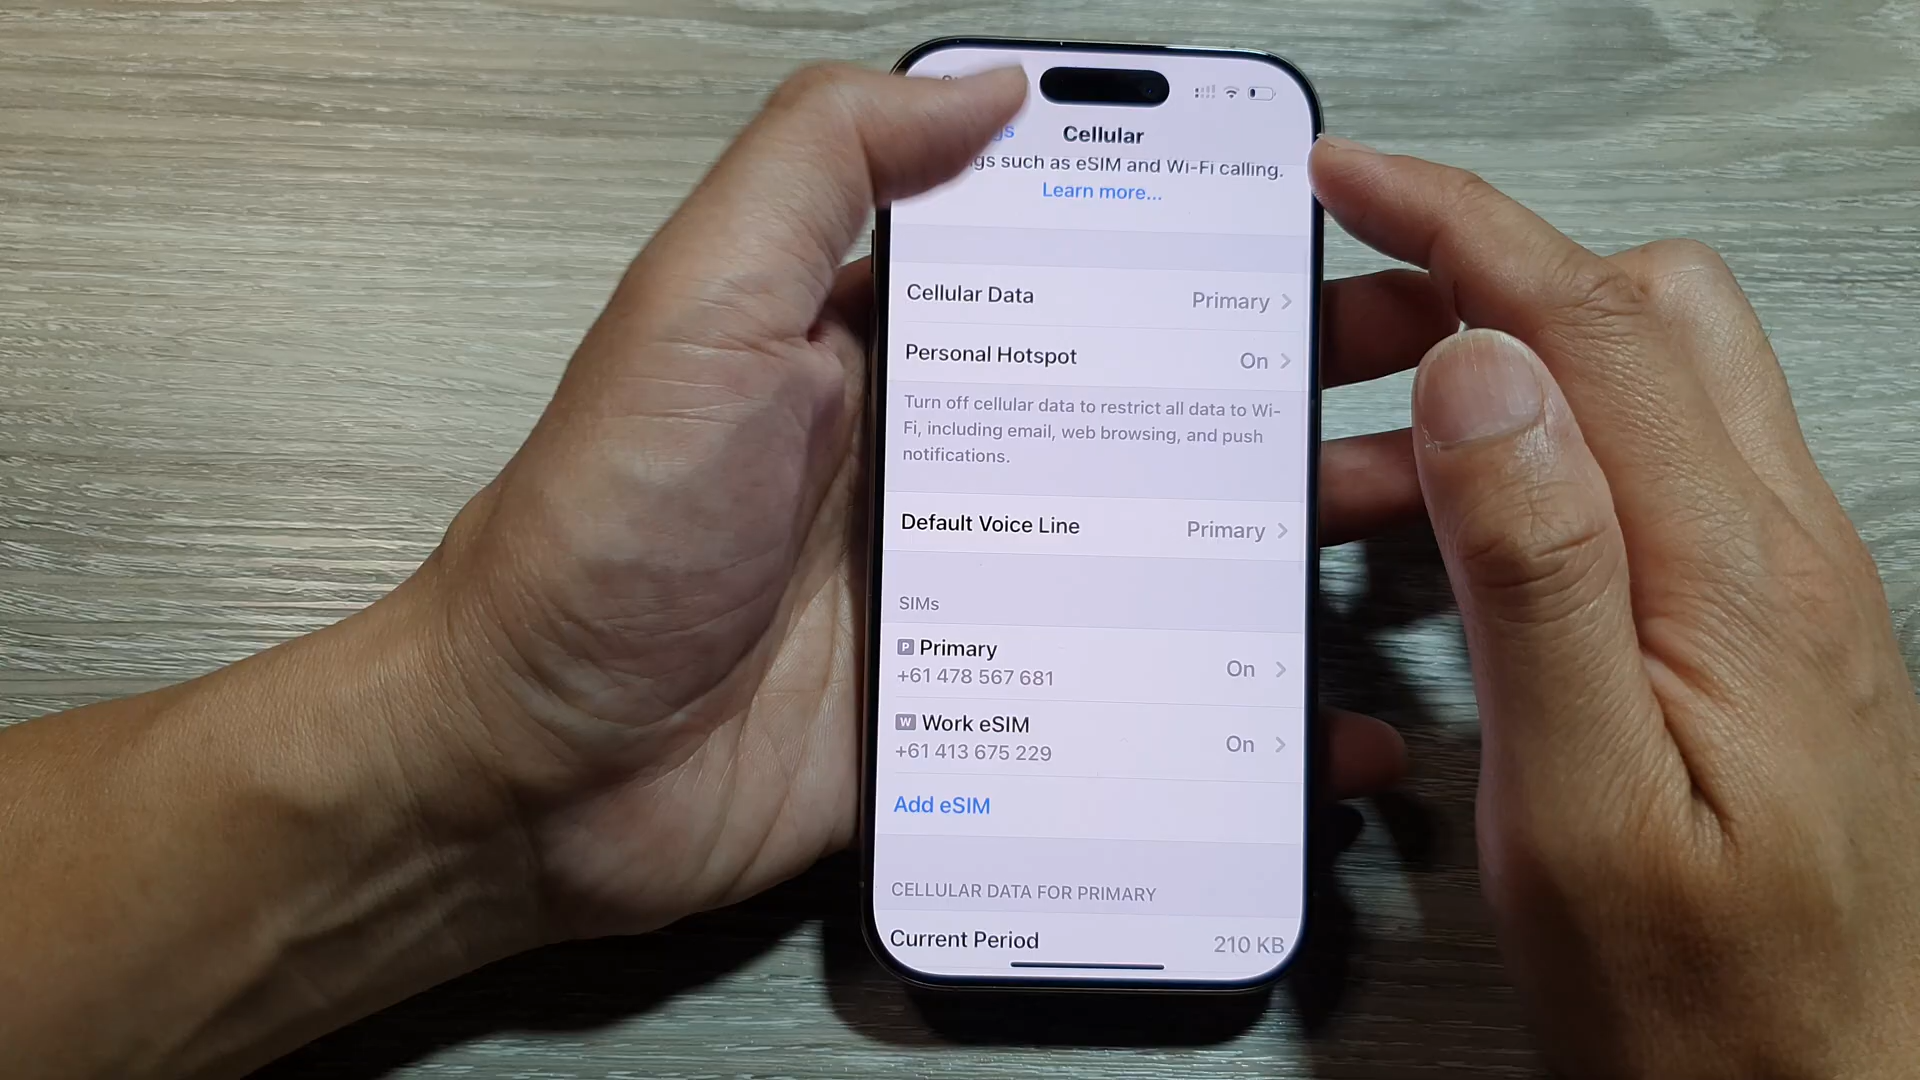 Cellular
such as eSIM and Wi-Fi calling.
Learn more...
Cellular Data Primary
Personal Hotspot On
Turn off cellular data to restrict all data to Wi-
Fi, including email, web browsing, and push
notifications.
Default Voice Line Primary
SIMs
P Primary
+61 478 567 681
On
W Work eSIM
+61 413 675 229
On
Add eSIM
CELLULAR DATA FOR PRIMARY
Current Period 210 KB